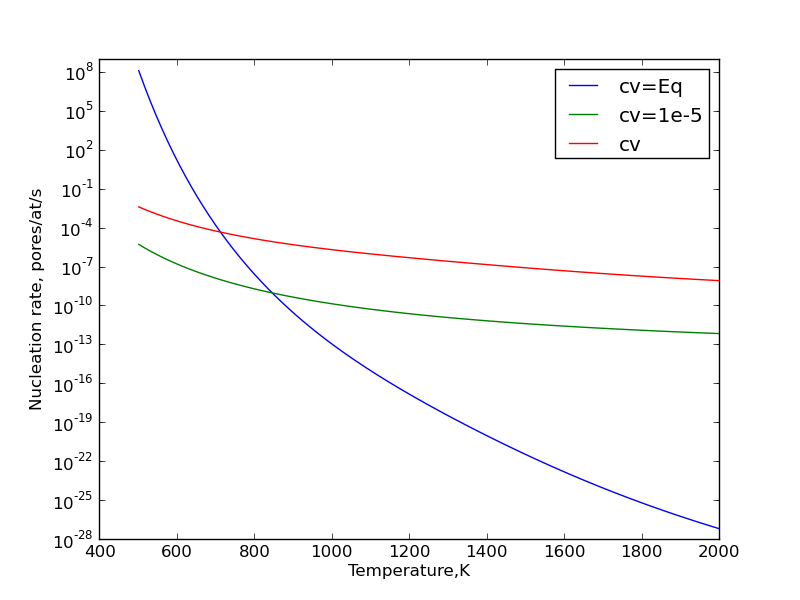 cv=Eq
cv=1e-5
cv
10^8
10^5
10^2
10^-1
10^-4
10^-7
10^-10
10^-13
10^-16
10^-19
10^-22
10^-25
10^-28
Nucleation rate, pores/at/s
400 600 800 1000 1200 1400 1600 1800 2000
Temperature,K